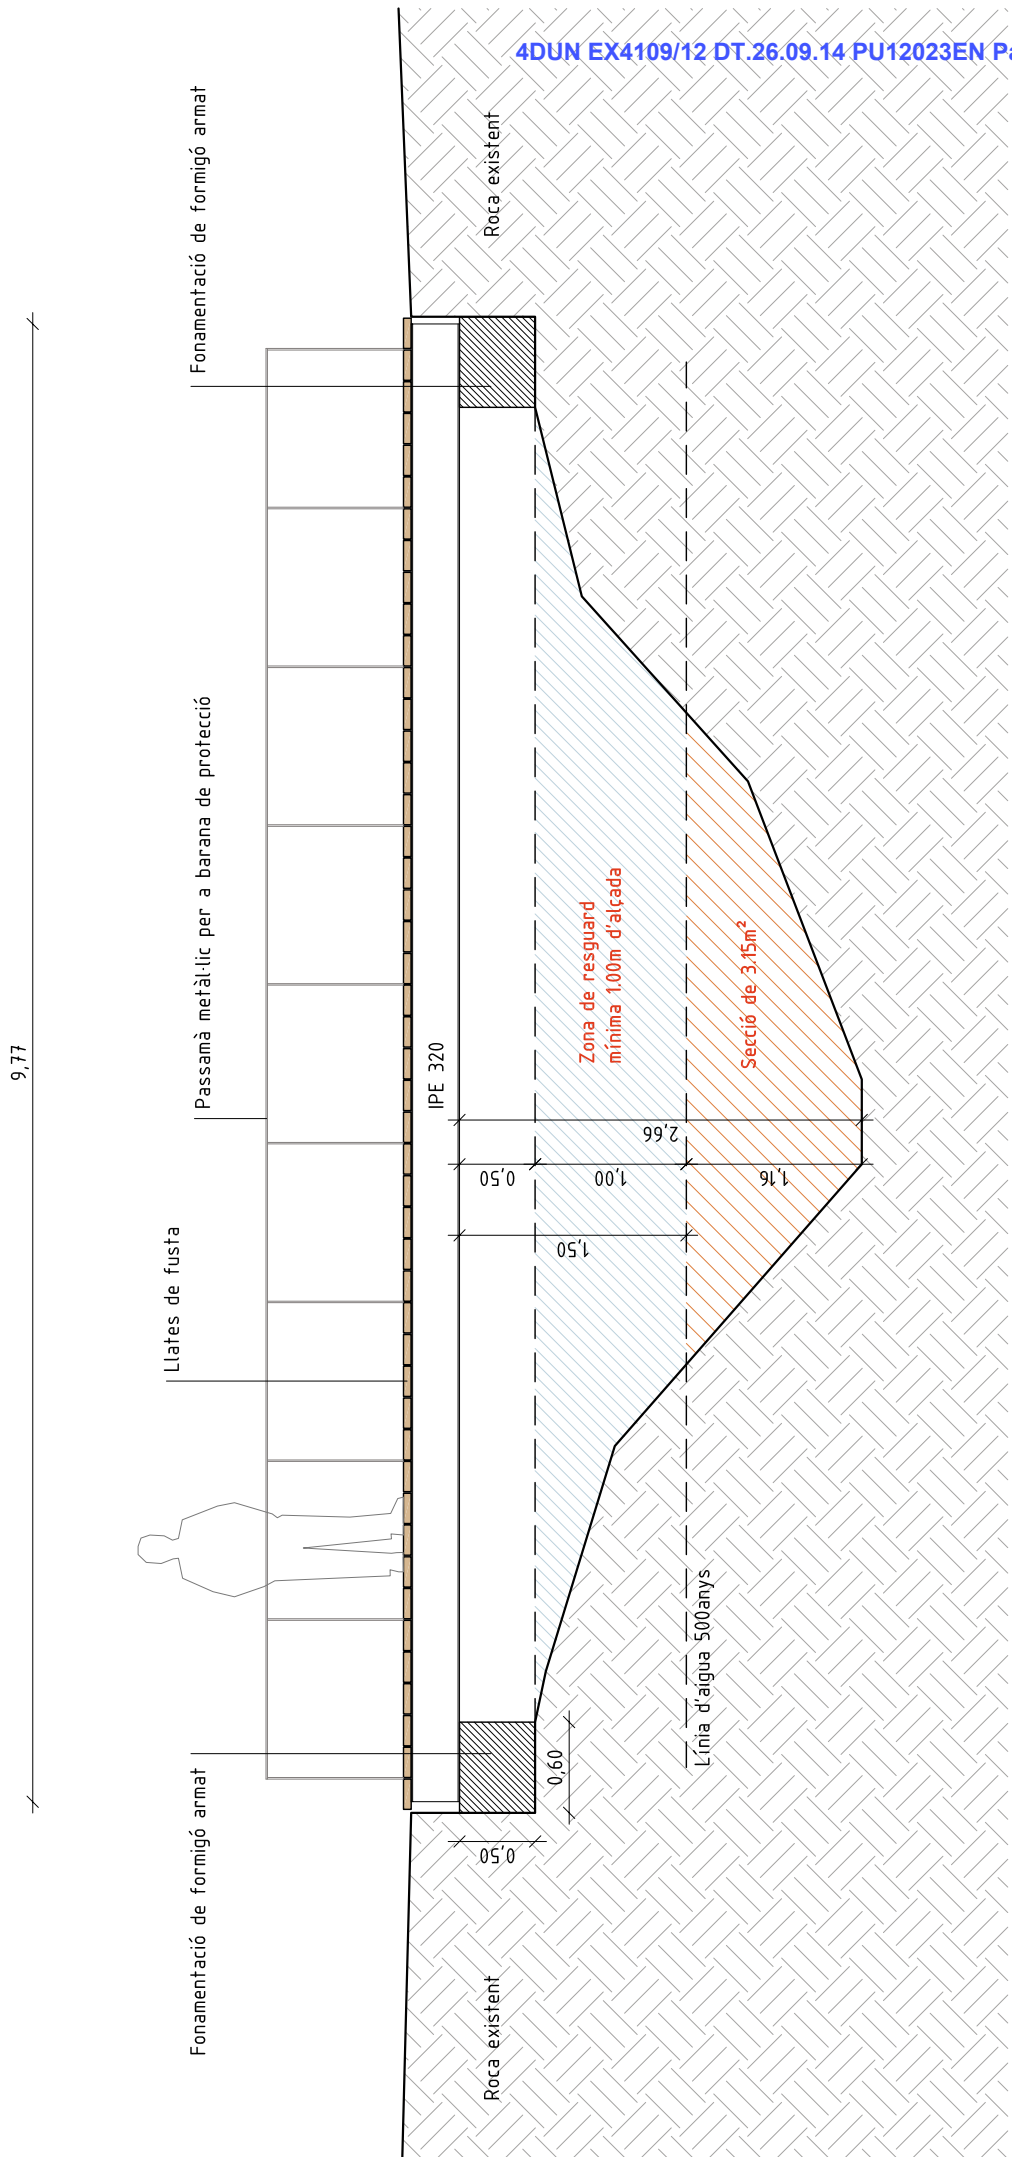 4DUN EX4109/12 DT.26.09.14 PU12023EN
9,77
Fonamentació de formigó armat
Llates de fusta
Passamà metàl·lic per a barana de protecció
Fonamentació de formigó armat
IPE 320
Roca existent
Roca existent
0,50
0,60
0,50
1,00
1,16
2,66
1,50
Zona de resguard
mínima 1.00m d'alçada
Secció de 3.15m²
Línia d'aigua 500anys